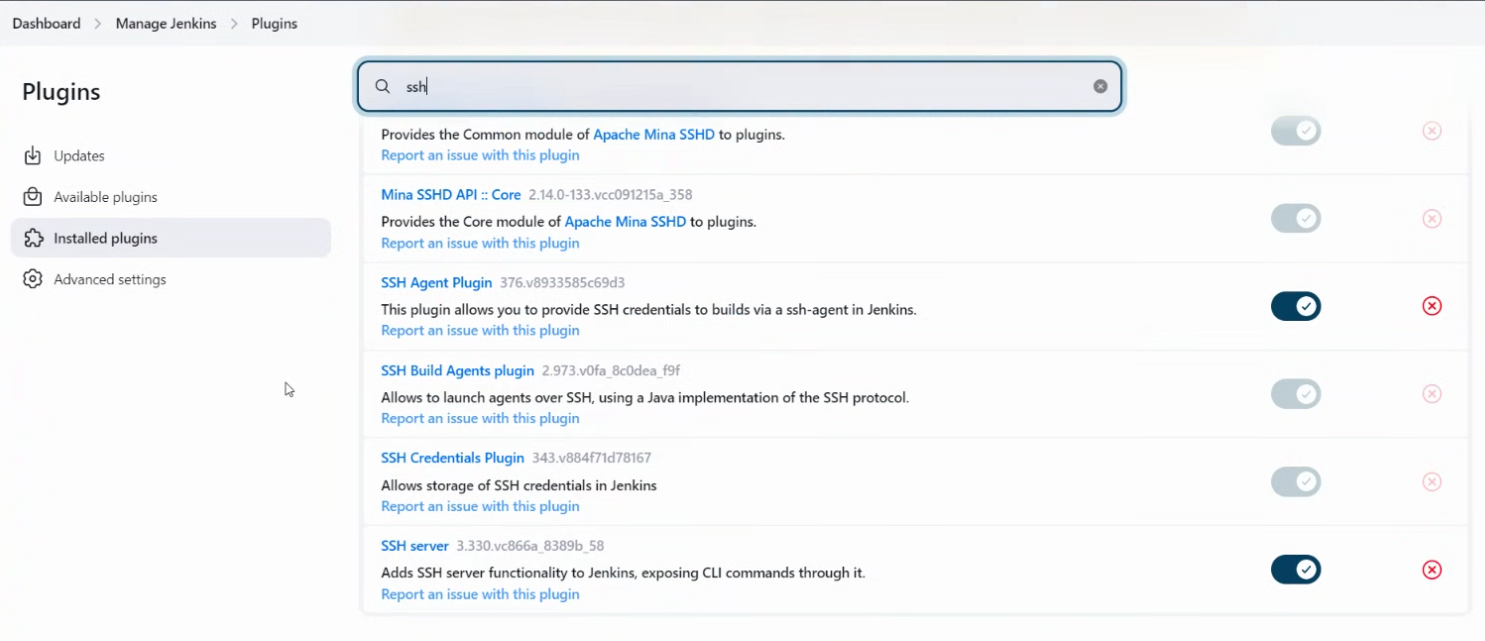 Dashboard > Manage Jenkins > Plugins
Plugins
Updates
Available plugins
Installed plugins
Advanced settings
ssh
Provides the Common module of Apache Mina SSHD to plugins.
Report an issue with this plugin
Mina SSHD API :: Core 2.14.0-133.vcc091215a_358
Provides the Core module of Apache Mina SSHD to plugins.
Report an issue with this plugin
SSH Agent Plugin 376.v8933585c69d3
This plugin allows you to provide SSH credentials to builds via a ssh-agent in Jenkins.
Report an issue with this plugin
SSH Build Agents plugin 2.973.v0fa_8c0dea_f9f
Allows to launch agents over SSH, using a Java implementation of the SSH protocol.
Report an issue with this plugin
SSH Credentials Plugin 343.v884f71d78167
Allows storage of SSH credentials in Jenkins
Report an issue with this plugin
SSH server 3.330.vc866a_8389b_58
Adds SSH server functionality to Jenkins, exposing CLI commands through it.
Report an issue with this plugin